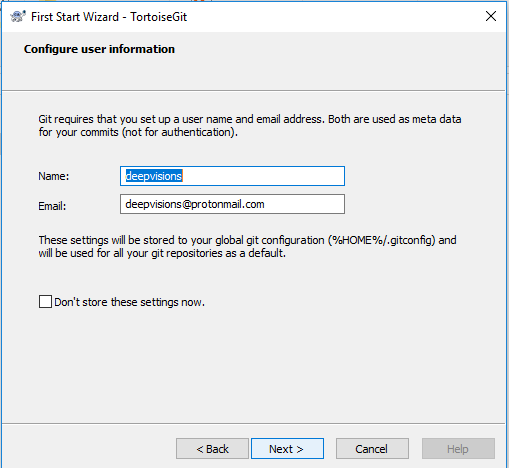 First Start Wizard - TortoiseGit
Configure user information
Git requires that you set up a user name and email address. Both are used as meta data
for your commits (not for authentication).
Name: deepvisions
Email: deepvisions@protonmail.com
These settings will be stored to your global git configuration (%HOME%/.gitconfig) and
will be used for all your git repositories as a default.
Don't store these settings now.
< Back Next > Cancel Help